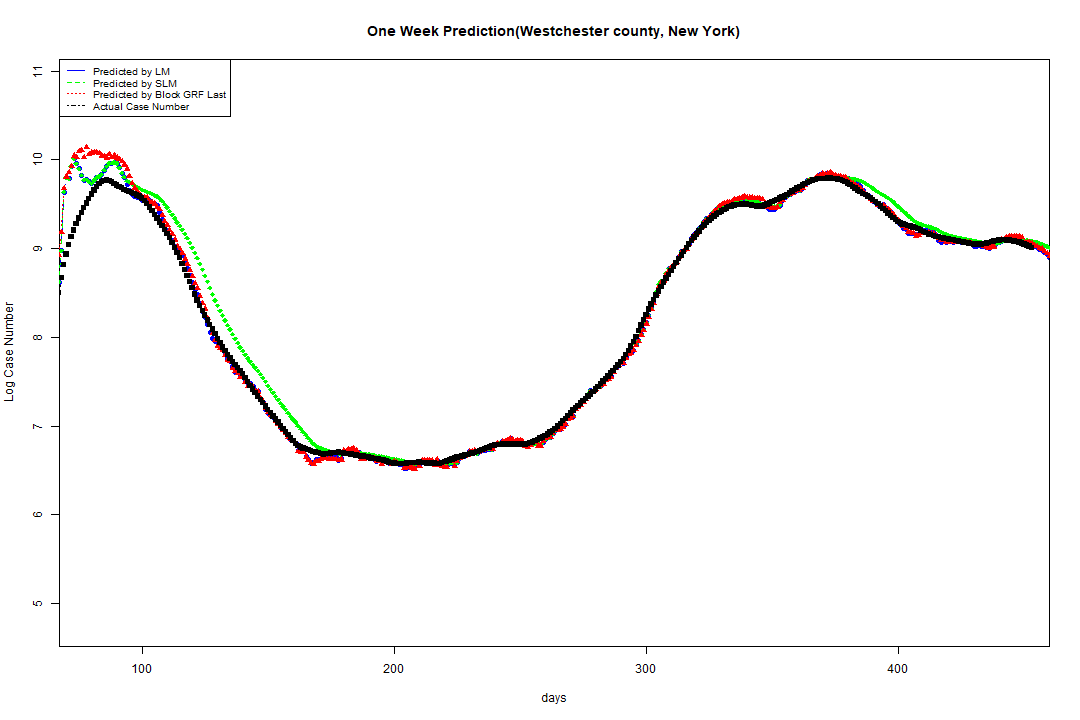 One Week Prediction(Westchester county, New York)
Predicted by LM
Predicted by SLM
Predicted by Block GRF Last
Actual Case Number
11
10
9
8
7
6
5
Log Case Number
100
200
300
400
days